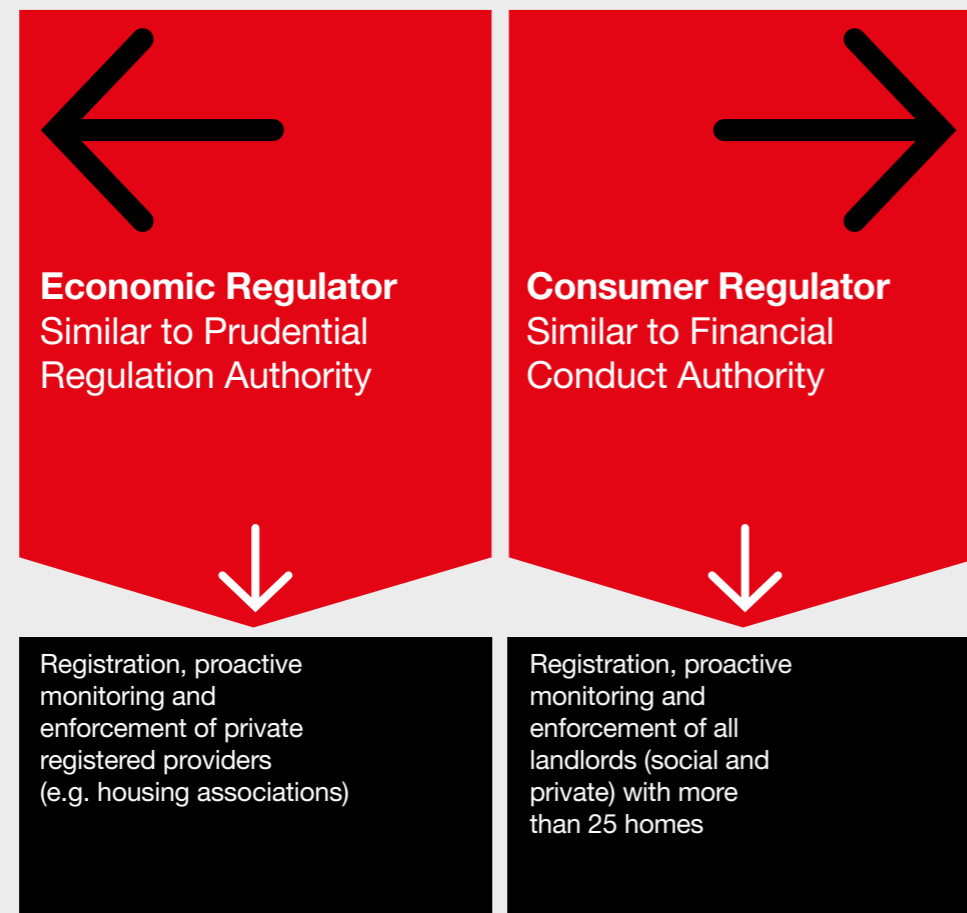 Economic Regulator
Similar to Prudential
Regulation Authority
Registration, proactive
monitoring and
enforcement of private
registered providers
(e.g. housing associations)
Consumer Regulator
Similar to Financial
Conduct Authority
Registration, proactive
monitoring and
enforcement of all
landlords (social and
private) with more
than 25 homes